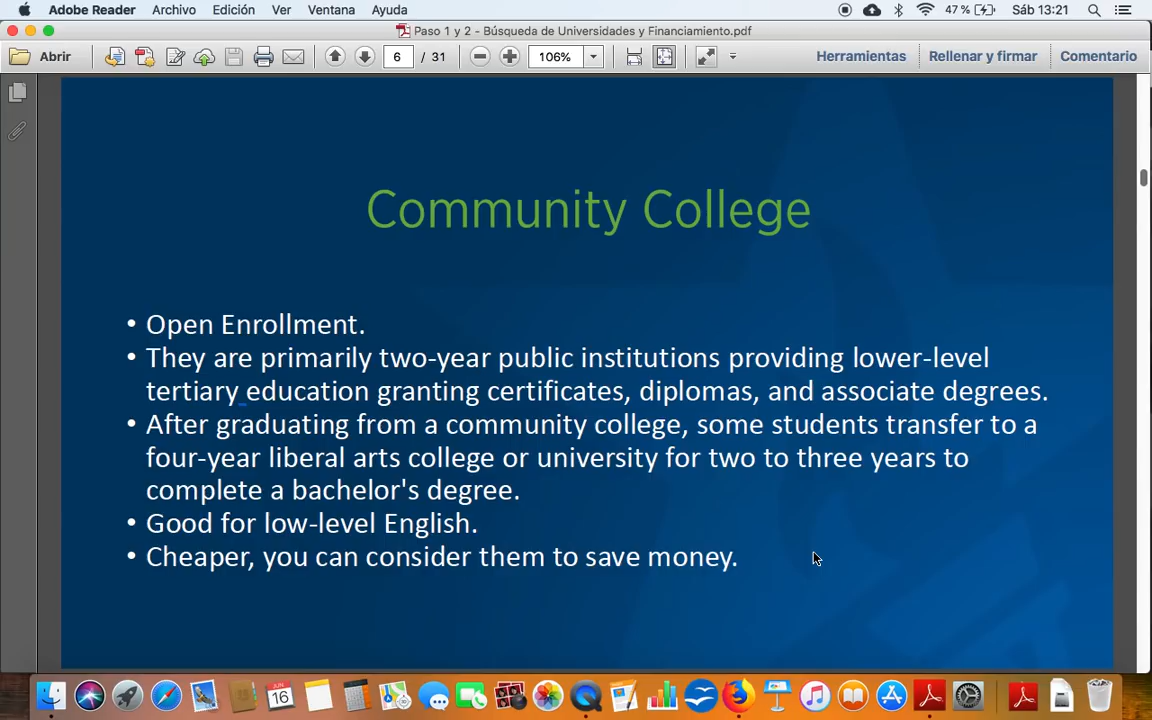 Adobe Reader Archivo Edición Ver Ventana Ayuda 47 % Sáb 13:21
Paso 1 y 2 - Búsqueda de Universidades y Financiamiento.pdf
Abrir 6 / 31 106% Herramientas Rellenar y firmar Comentario
Community College
• Open Enrollment.
• They are primarily two-year public institutions providing lower-level
tertiary education granting certificates, diplomas, and associate degrees.
• After graduating from a community college, some students transfer to a
four-year liberal arts college or university for two to three years to
complete a bachelor's degree.
• Good for low-level English.
• Cheaper, you can consider them to save money.
JUN
16